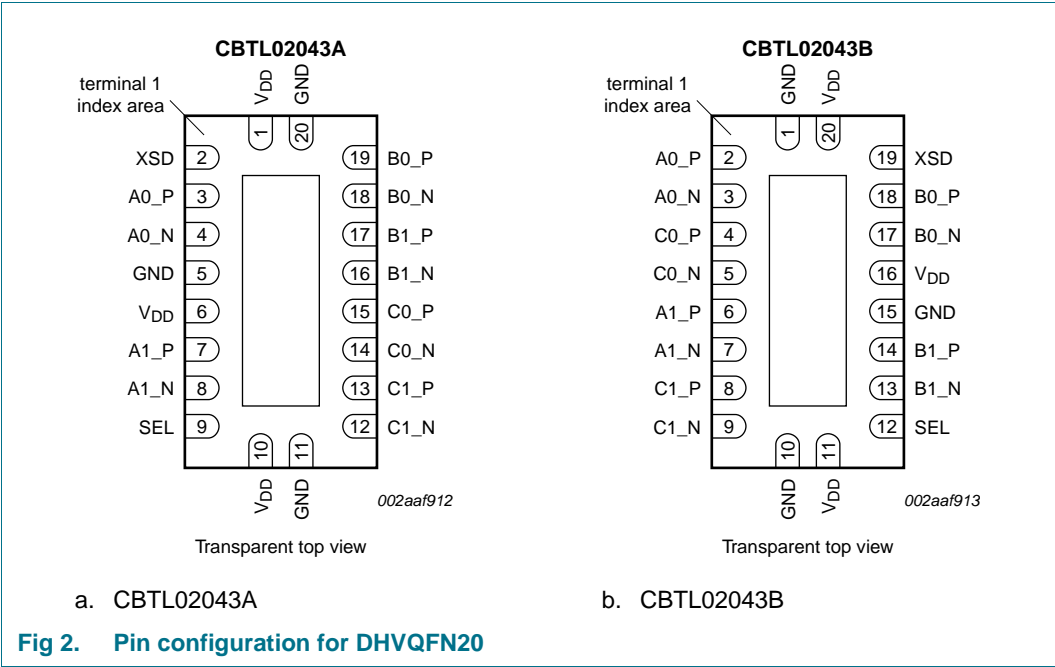 CBTL02043A
terminal 1
index area
VDD
GND
1
20
XSD 2
19 B0_P
A0_P 3
18 B0_N
A0_N 4
17 B1_P
GND 5
16 B1_N
VDD 6
15 C0_P
A1_P 7
14 C0_N
A1_N 8
13 C1_P
SEL 9
12 C1_N
10
11
VDD
GND
002aaf912
Transparent top view
a. CBTL02043A
CBTL02043B
terminal 1
index area
GND
VDD
1
20
A0_P 2
19 XSD
A0_N 3
18 B0_P
C0_P 4
17 B0_N
C0_N 5
16 VDD
A1_P 6
15 GND
A1_N 7
14 B1_P
C1_P 8
13 B1_N
C1_N 9
12 SEL
10
11
GND
VDD
002aaf913
Transparent top view
b. CBTL02043B
Fig 2. Pin configuration for DHVQFN20